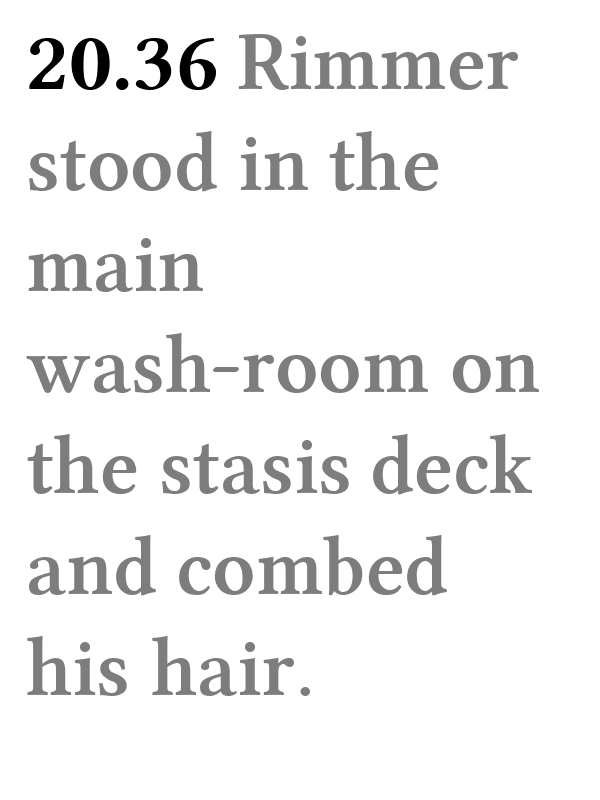 20.36 Rimmer
stood in the
main
wash-room on
the stasis deck
and combed
his hair.